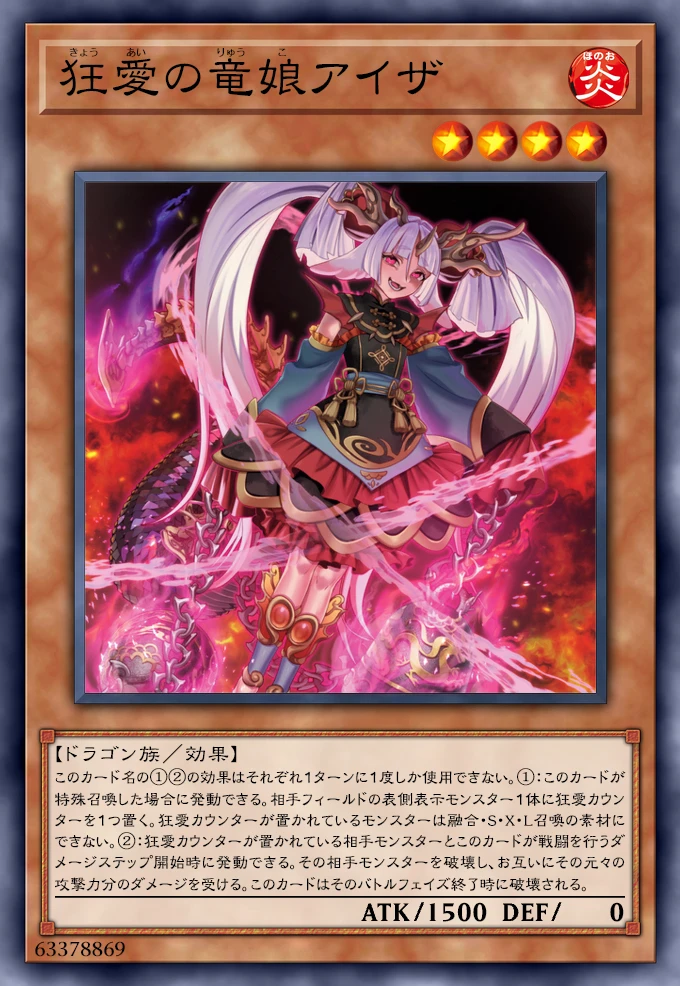 きょう あい りゅう こ
狂愛の竜娘アイザ
ほのお
炎
【ドラゴン族／効果】
このカード名の①②の効果はそれぞれ1ターンに1度しか使用できない。①：このカードが
特殊召喚した場合に発動できる。相手フィールドの表側表示モンスター1体に狂愛カウン
ターを1つ置く。狂愛カウンターが置かれているモンスターは融合・S・X・L召喚の素材に
できない。②：狂愛カウンターが置かれている相手モンスターとこのカードが戦闘を行うダ
メージステップ開始時に発動できる。その相手モンスターを破壊し、お互いにその元々の
攻撃力分のダメージを受ける。このカードはそのバトルフェイズ終了時に破壊される。
ATK/1500 DEF/ 0
63378869